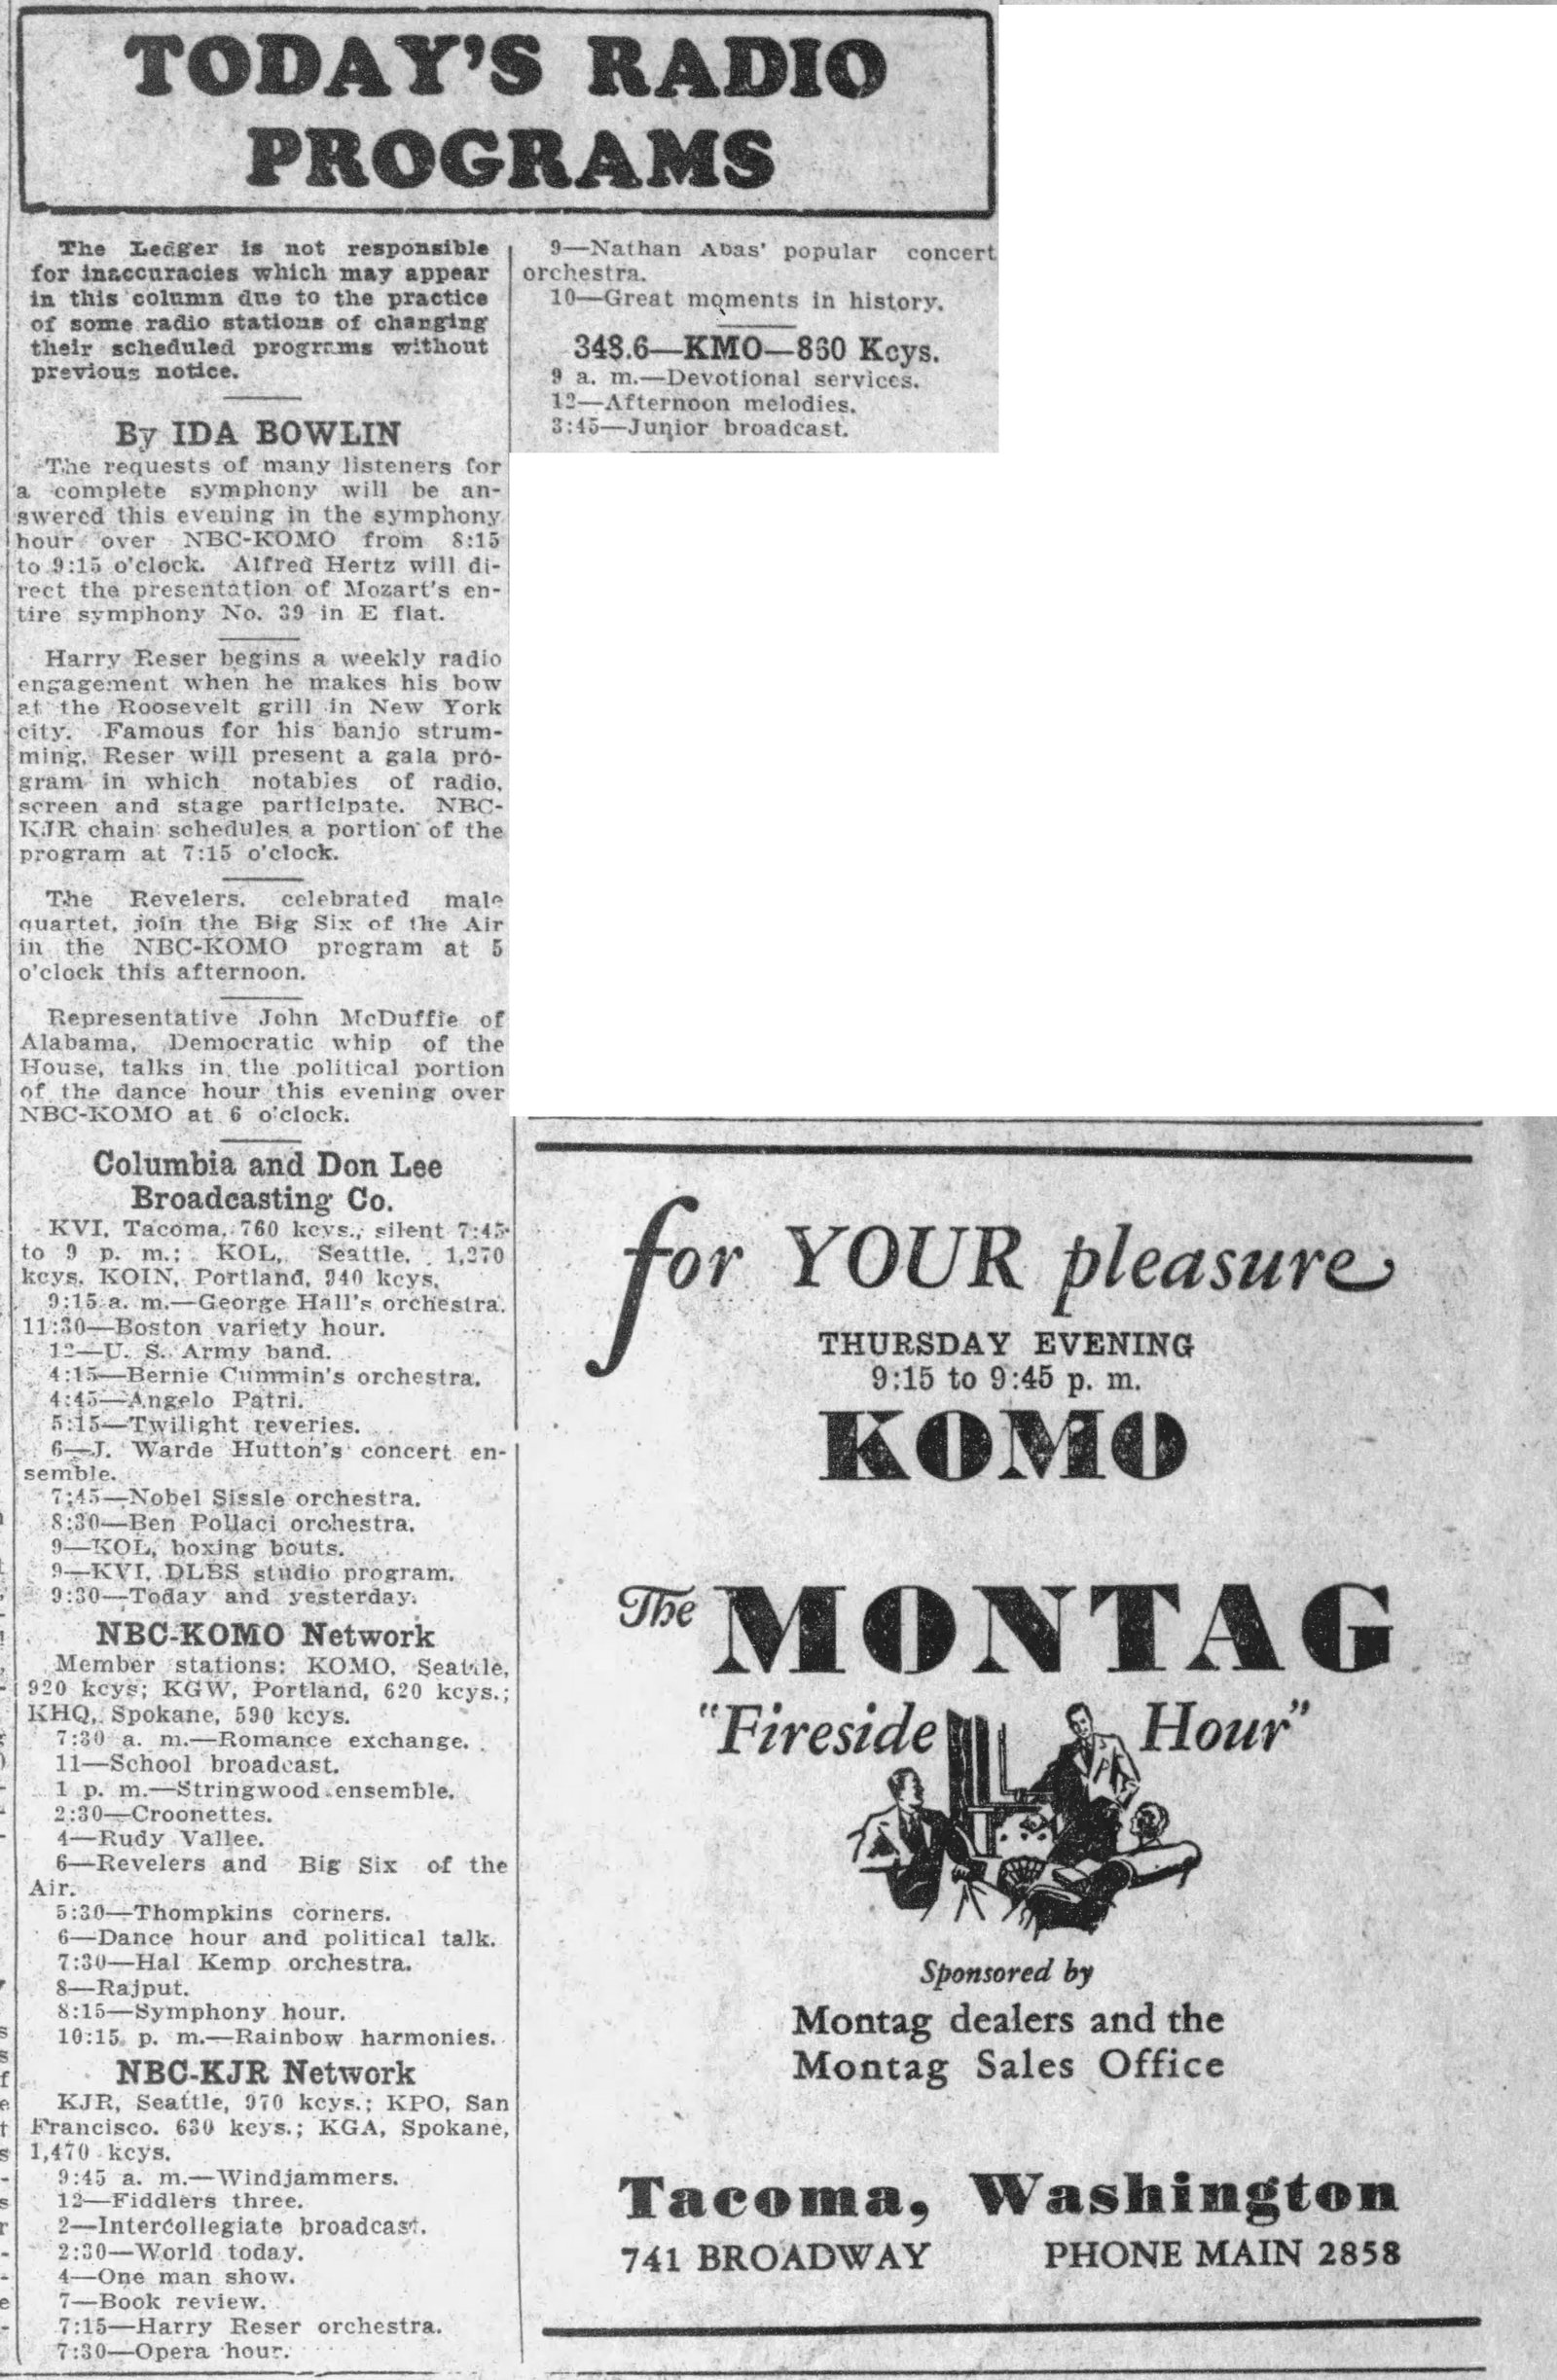 TODAY'S RADIO
PROGRAMS
The Ledger is not responsible
for inaccuracies which may appear
in this column due to the practice
of some radio stations of changing
their scheduled programs without
previous notice.
By IDA BOWLIN
The requests of many listeners for
a complete symphony will be an-
swered this evening in the symphony
hour over NBC-KOMO from 8:15
to 9:15 o'clock. Alfred Hertz will di-
rect the presentation of Mozart's en-
tire symphony No. 39 in E flat.
Harry Reser begins a weekly radio
engagement when he makes his bow
at the Roosevelt grill in New York
city. Famous for his banjo strum-
ming, Reser will present a gala pro-
gram in which notables of radio,
screen and stage participate. NBC-
KJR chain schedules a portion of the
program at 7:15 o'clock.
The Revelers, celebrated male
quartet, join the Big Six of the Air
in the NBC-KOMO program at 5
o'clock this afternoon.
Representative John McDuffie of
Alabama, Democratic whip of the
House, talks in the political portion
of the dance hour this evening over
NBC-KOMO at 6 o'clock.
Columbia and Don Lee
Broadcasting Co.
KVI, Tacoma, 760 kcys., silent 7:45
to 9 p. m.; KOL, Seattle, 1,270
kcys. KOIN, Portland, 940 kcys.
9:15 a. m.—George Hall's orchestra.
11:30—Boston variety hour.
12—U. S. Army band.
4:15—Bernie Cummin's orchestra.
4:45—Angelo Patri.
5:15—Twilight reveries.
6—J. Warde Hutton's concert en-
semble.
7:45—Nobel Sissle orchestra.
8:30—Ben Pollaci orchestra.
9—KOL, boxing bouts.
9—KVI, DLBS studio program.
9:30—Today and yesterday.
NBC-KOMO Network
Member stations: KOMO, Seattle,
920 kcys; KGW, Portland, 620 kcys.;
KHQ, Spokane, 590 kcys.
7:30 a. m.—Romance exchange.
11—School broadcast.
1 p. m.—Stringwood ensemble.
2:30—Croonettes.
4—Rudy Vallee.
6—Revelers and Big Six of the
Air.
5:30—Thompkins corners.
6—Dance hour and political talk.
7:30—Hal Kemp orchestra.
8—Rajput.
8:15—Symphony hour.
10:15 p. m.—Rainbow harmonies.
NBC-KJR Network
KJR, Seattle, 970 kcys.; KPO, San
Francisco. 630 kcys.; KGA, Spokane,
1,470 kcys.
9:45 a. m.—Windjammers.
12—Fiddlers three.
2—Intercollegiate broadcast.
2:30—World today.
4—One man show.
7—Book review.
7:15—Harry Reser orchestra.
7:30—Opera hour.
9—Nathan Abas' popular concert
orchestra.
10—Great moments in history.
348.6—KMO—860 Kcys.
9 a. m.—Devotional services.
12—Afternoon melodies.
3:45—Junior broadcast.
for YOUR pleasure
THURSDAY EVENING
9:15 to 9:45 p. m.
KOMO
The MONTAG
"Fireside Hour"
Sponsored by
Montag dealers and the
Montag Sales Office
Tacoma, Washington
741 BROADWAY PHONE MAIN 2858